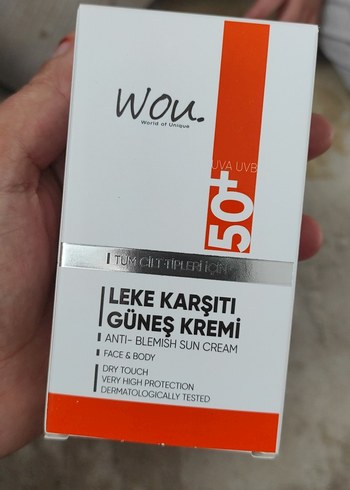 Wou.
World of Unique
UVA UVB
50+
TÜM CİLT TİPLERİ İÇİN
LEKE KARŞITI
GÜNEŞ KREMİ
ANTI- BLEMISH SUN CREAM
FACE & BODY
DRY TOUCH
VERY HIGH PROTECTION
DERMATOLOGICALLY TESTED